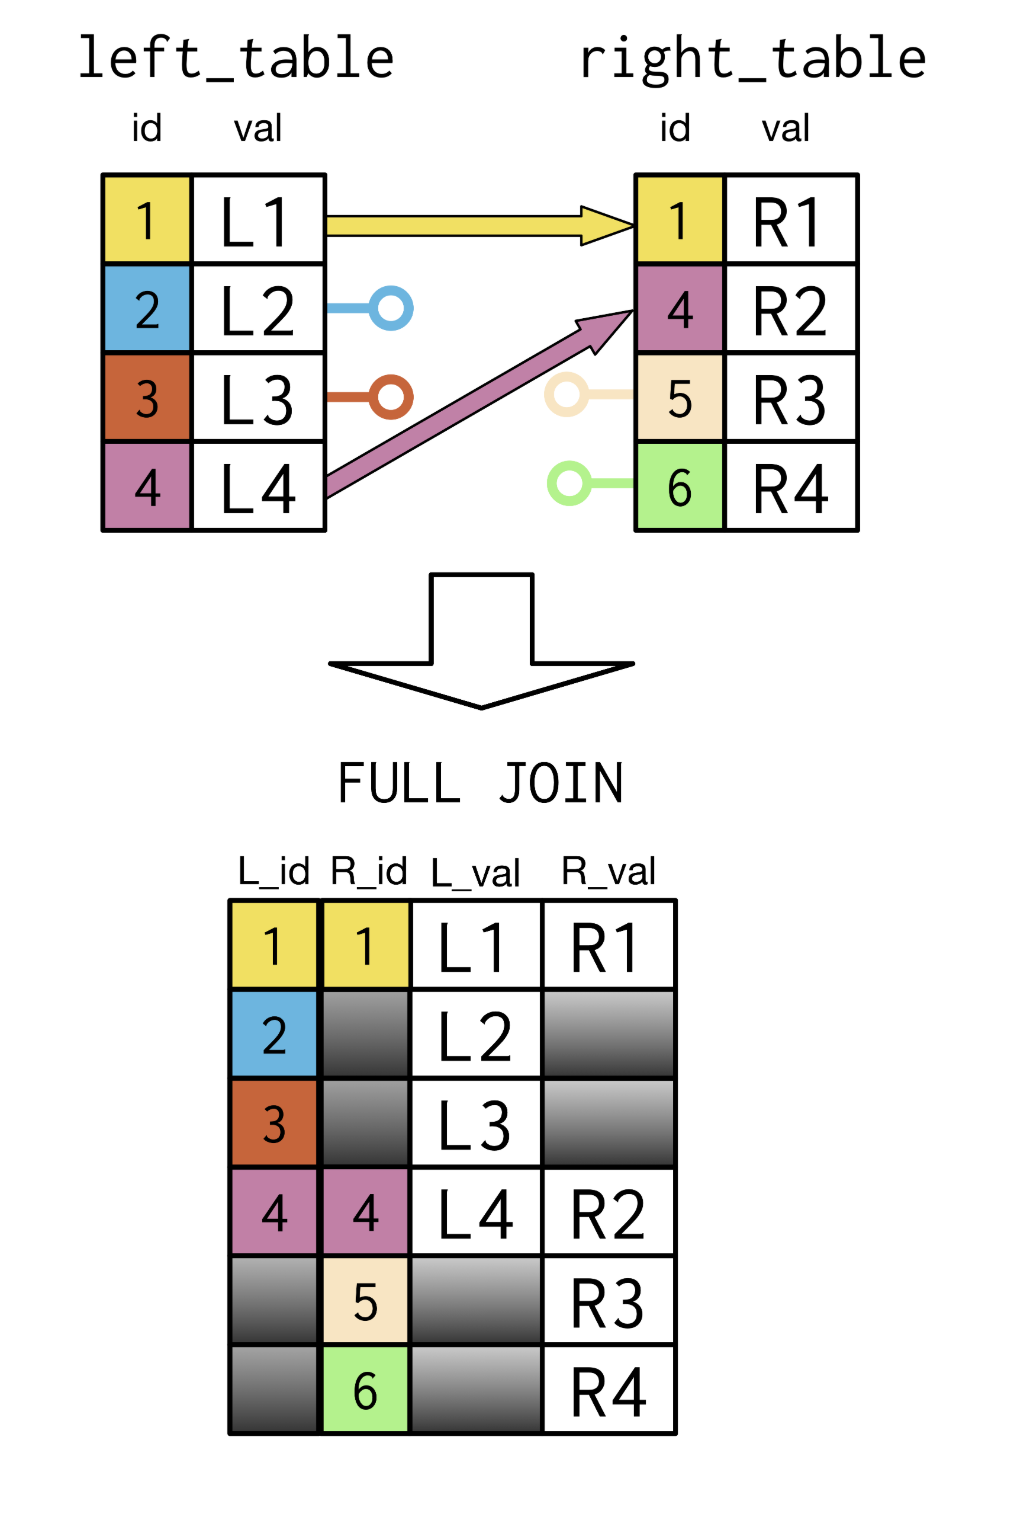 left_table right_table
id val id val
1 L1 1 R1
2 L2 4 R2
3 L3 5 R3
4 L4 6 R4
FULL JOIN
L_id R_id L_val R_val
1 1 L1 R1
2 L2
3 L3
4 4 L4 R2
5 R3
6 R4